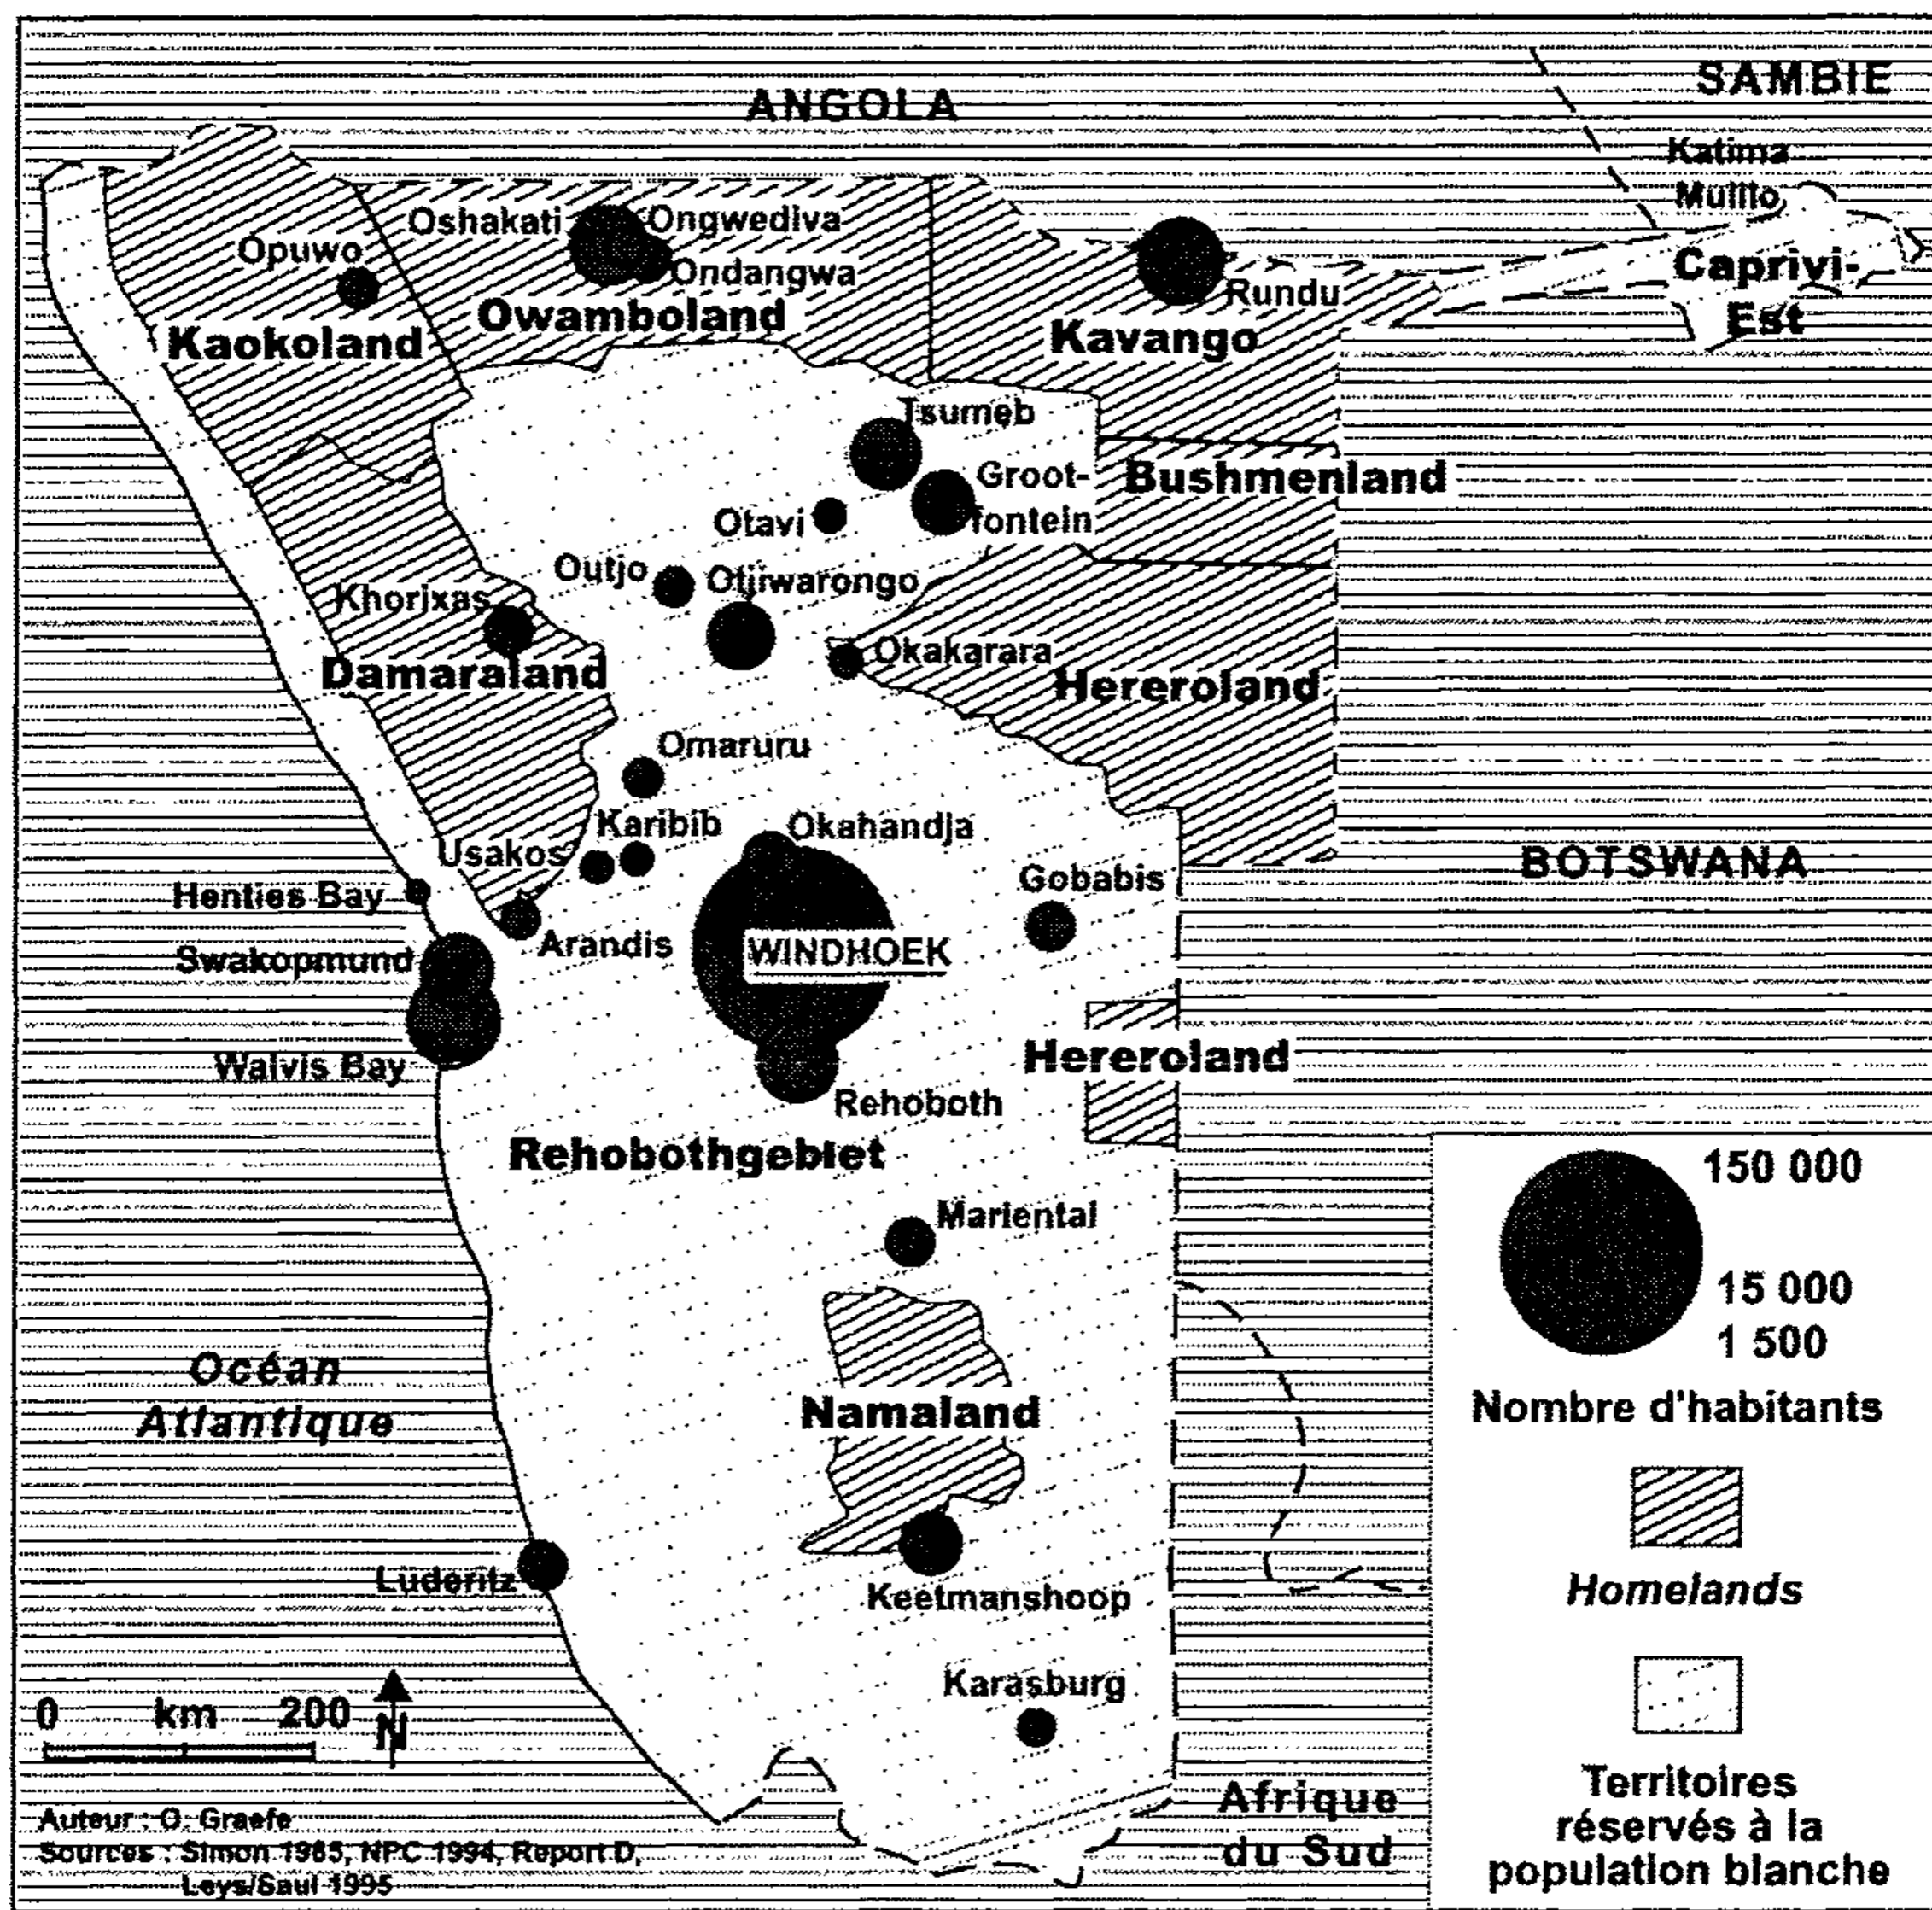 ANGOLA
SAMBIE
Katima
Mulilo
Caprivi-
Est
Oshakati
Ongwediva
Ondangwa
Opuwo
Owamboland
Kaokoland
Rundu
Kavango
Tsumeb
Groot-
fontein
Bushmenland
Otavi
Outjo
Otjiwarongo
Khorixas
Okakarara
Damaraland
Hereroland
Omaruru
Karibib
Okahandja
Usakos
Henties Bay
Gobabis
BOTSWANA
Swakopmund
Arandis
WINDHOEK
Walvis Bay
Hereroland
Rehoboth
Rehobothgebiet
Mariental
Océan
Atlantique
Namaland
Lüderitz
Keetmanshoop
Karasburg
Afrique
du Sud
150 000
15 000
1 500
Nombre d'habitants
Homelands
Territoires
réservés à la
population blanche
0 km 200
N
Auteur : O. Graefe
Sources : Simon 1985, NPC 1994, Report D,
Leys/Saul 1995